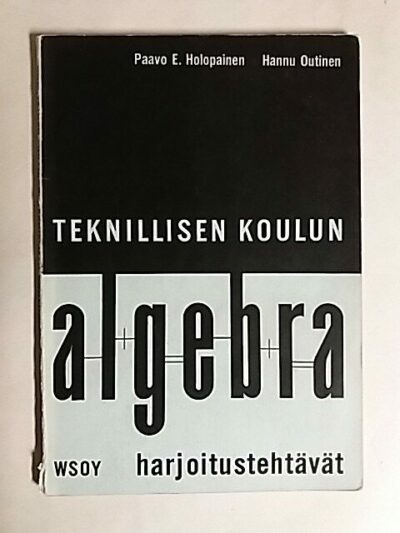 Paavo E. Holopainen Hannu Outinen
TEKNILLISEN KOULUN
algebra
WSOY harjoitustehtävät